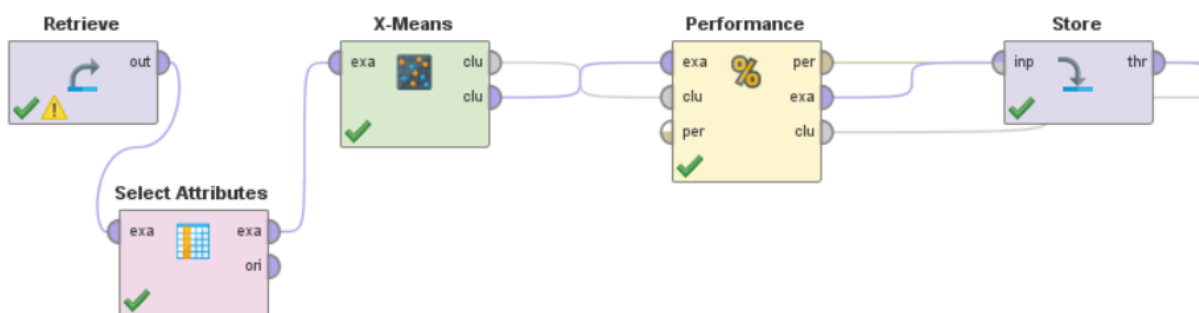 Retrieve
out
X-Means
exa
clu
clu
Performance
exa
clu
per
%
per
exa
clu
Store
inp
thr
Select Attributes
exa
exa
ori